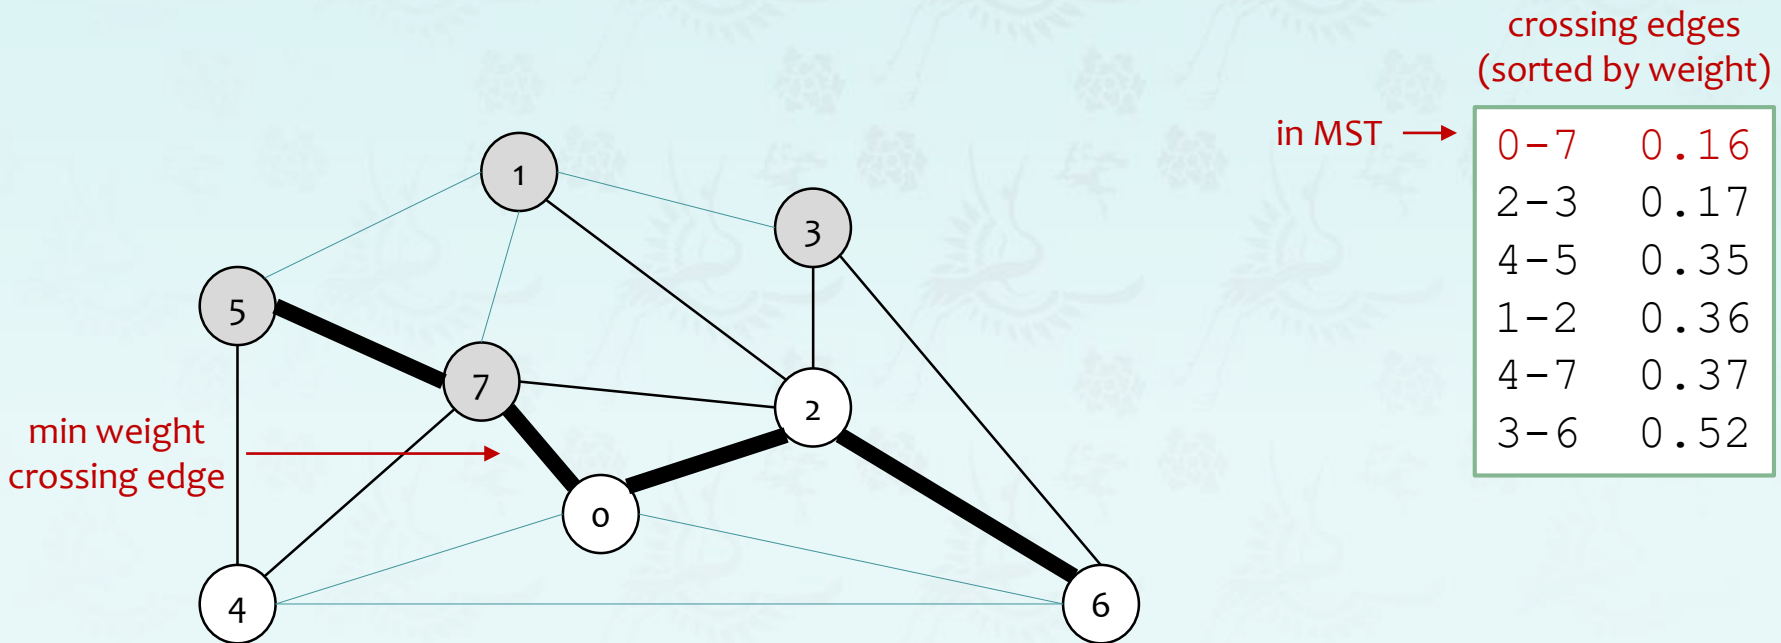 crossing edges
(sorted by weight)
in MST
0-7 0.16
2-3 0.17
4-5 0.35
1-2 0.36
4-7 0.37
3-6 0.52
1
3
5
7
2
min weight
crossing edge
0
4
6